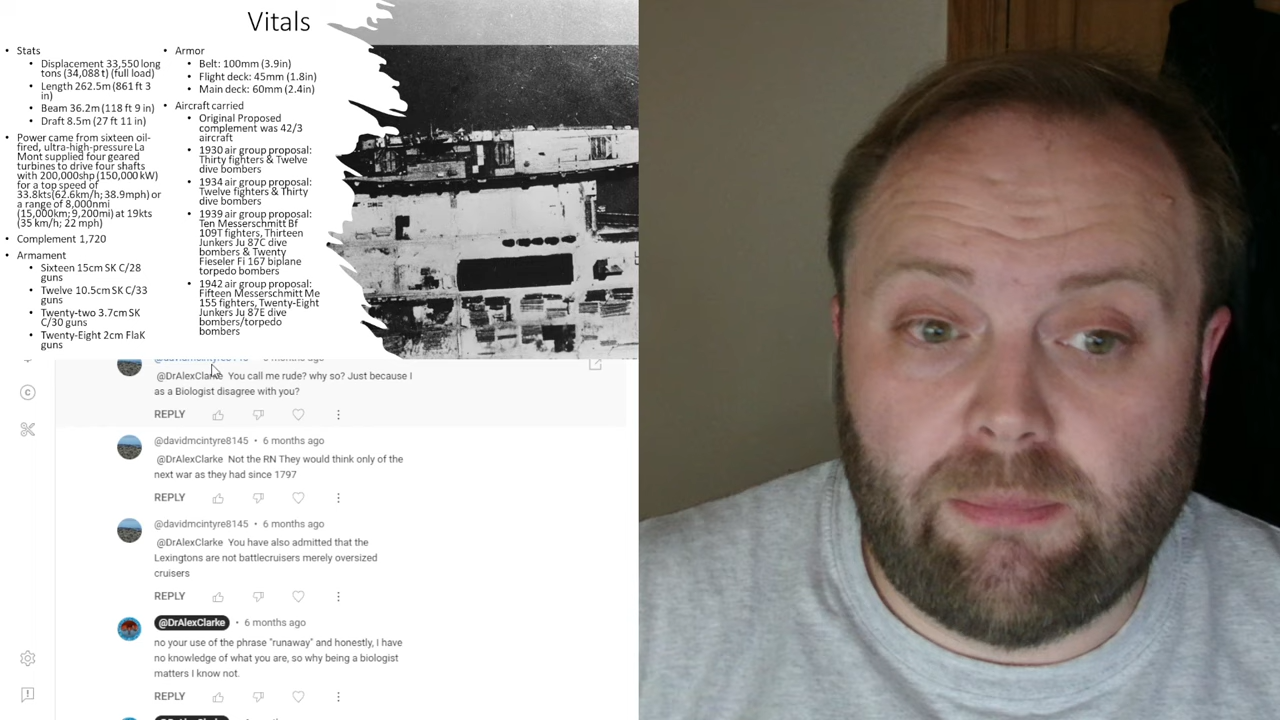 Vitals
• Stats
• Displacement 33,550 long
tons (34,088 t) (full load)
• Length 262.5m (861 ft 3
in)
• Beam 36.2m (118 ft 9 in)
• Draft 8.5m (27 ft 11 in)
• Power came from sixteen oil-
fired, ultra-high-pressure La
Mont supplied four geared
turbines to drive four shafts
with 200,000shp (150,000 kW)
for a top speed of
33.8kts(62.6km/h; 38.9mph) or
a range of 8,000nmi
(15,000km; 9,200mi) at 19kts
(35 km/h; 22 mph)
• Complement 1,720
• Armament
• Sixteen 15cm SK C/28
guns
• Twelve 10.5cm SK C/33
guns
• Twenty-two 3.7cm SK
C/30 guns
• Twenty-Eight 2cm FlaK
guns
• Armor
• Belt: 100mm (3.9in)
• Flight deck: 45mm (1.8in)
• Main deck: 60mm (2.4in)
• Aircraft carried
• Original Proposed
complement was 42/3
aircraft
• 1930 air group proposal:
Thirty fighters & Twelve
dive bombers
• 1934 air group proposal:
Twelve fighters & Thirty
dive bombers
• 1939 air group proposal:
Ten Messerschmitt Bf
109T fighters, Thirteen
Junkers Ju 87C dive
bombers & Twenty
Fieseler Fi 167 biplane
torpedo bombers
• 1942 air group proposal:
Fifteen Messerschmitt Me
155 fighters, Twenty-Eight
Junkers Ju 87E dive
bombers/torpedo
bombers
@DrAlexClarke You call me rude? why so? Just because I
as a Biologist disagree with you?
REPLY
@davidmcintyre8145 • 6 months ago
@DrAlexClarke Not the RN They would think only of the
next war as they had since 1797
REPLY
@davidmcintyre8145 • 6 months ago
@DrAlexClarke You have also admitted that the
Lexingtons are not battlecruisers merely oversized
cruisers
REPLY
@DrAlexClarke • 6 months ago
no your use of the phrase "runaway" and honestly, I have
no knowledge of what you are, so why being a biologist
matters I know not.
REPLY